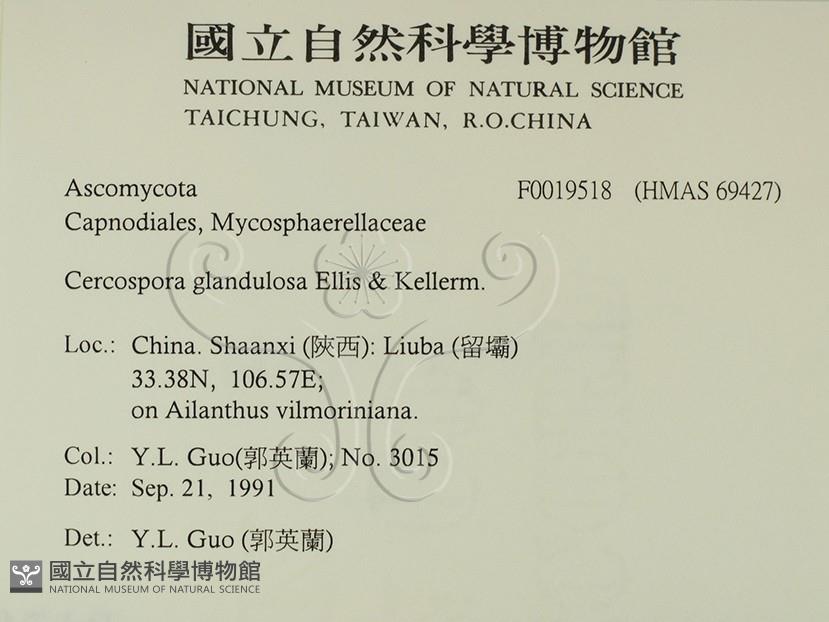 國立自然科學博物館
NATIONAL MUSEUM OF NATURAL SCIENCE
TAICHUNG, TAIWAN, R.O.CHINA
Ascomycota F0019518 (HMAS 69427)
Capnodiales, Mycosphaerellaceae
Cercospora glandulosa Ellis & Kellerm.
Loc.: China. Shaanxi (陝西): Liuba (留壩)
33.38N, 106.57E;
on Ailanthus vilmoriniana.
Col.: Y.L. Guo(郭英蘭); No. 3015
Date: Sep. 21, 1991
Det.: Y.L. Guo (郭英蘭)
國立自然科學博物館
NATIONAL MUSEUM OF NATURAL SCIENCE